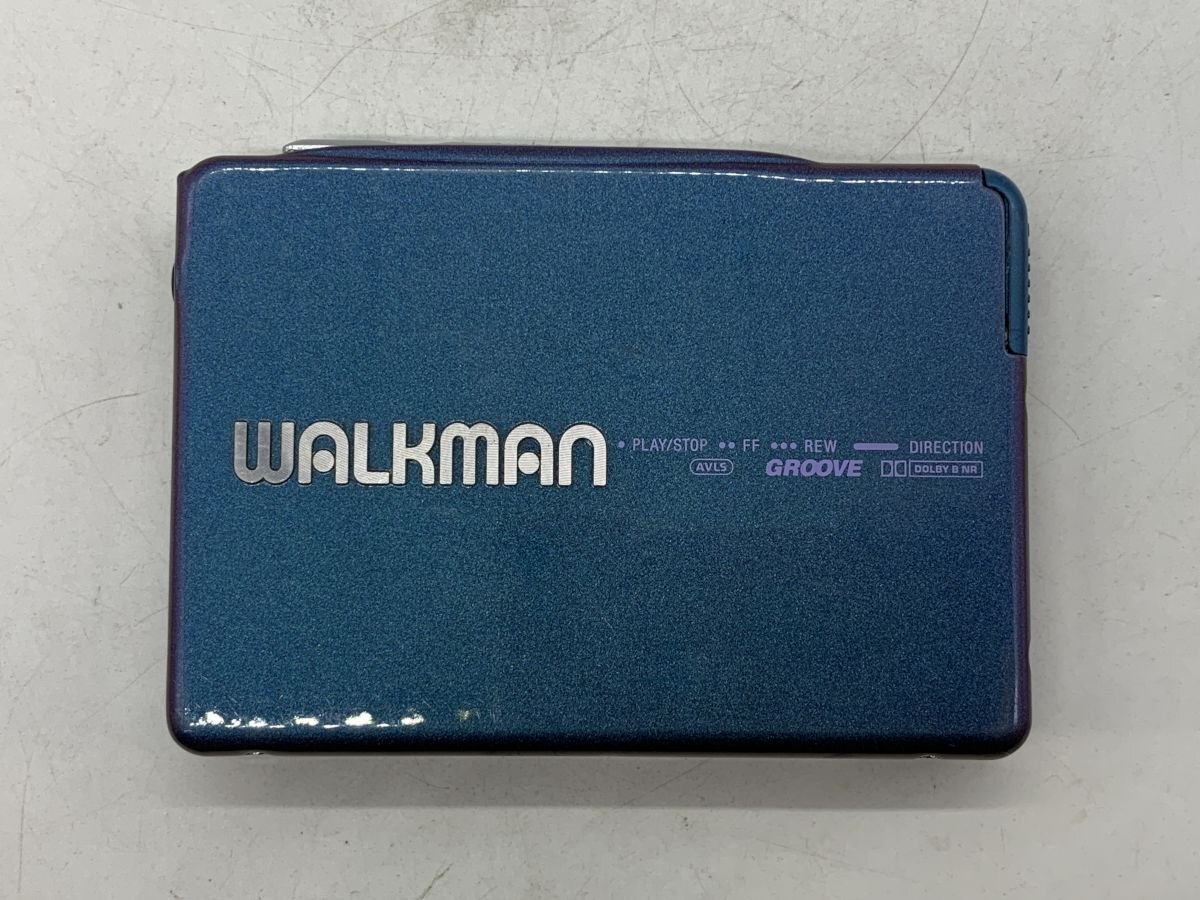 WALKMAN
• PLAY/STOP •• FF ••• REW ━ DIRECTION
AVLS GROOVE DOLBY B NR